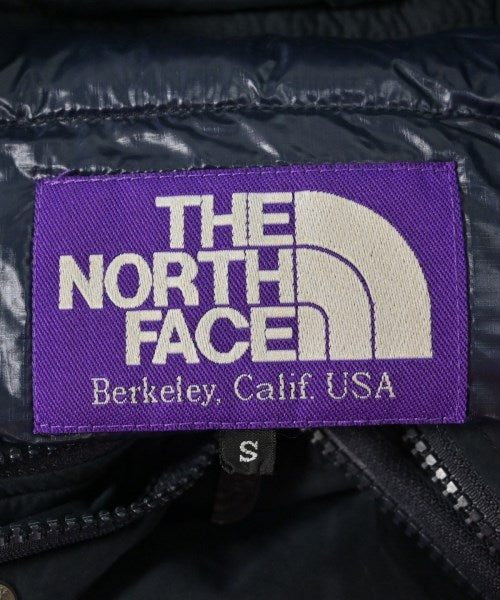 THE
NORTH
FACE
Berkeley, Calif. USA
S